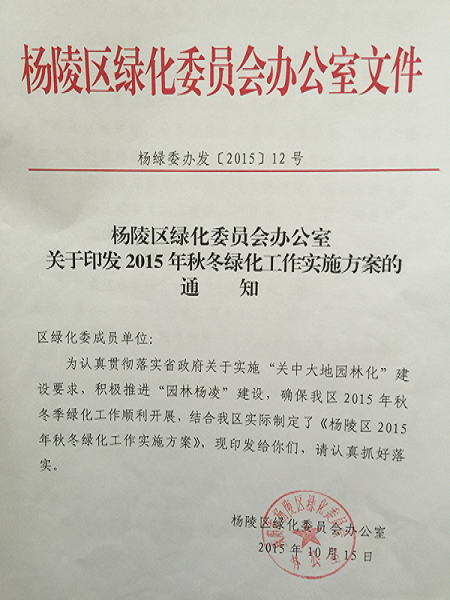 杨陵区绿化委员会办公室文件
杨绿委办发〔2015〕12号
杨陵区绿化委员会办公室
关于印发2015年秋冬绿化工作实施方案的
通 知
区绿化委成员单位：
为认真贯彻落实省政府关于实施“关中大地园林化”建
设要求，积极推进“园林杨凌”建设，确保我区2015年秋
冬季绿化工作顺利开展，结合我区实际制定了《杨陵区2015
年秋冬绿化工作实施方案》，现印发给你们，请认真抓好落
实。
杨陵区绿化委员会办公室
2015年10月15日